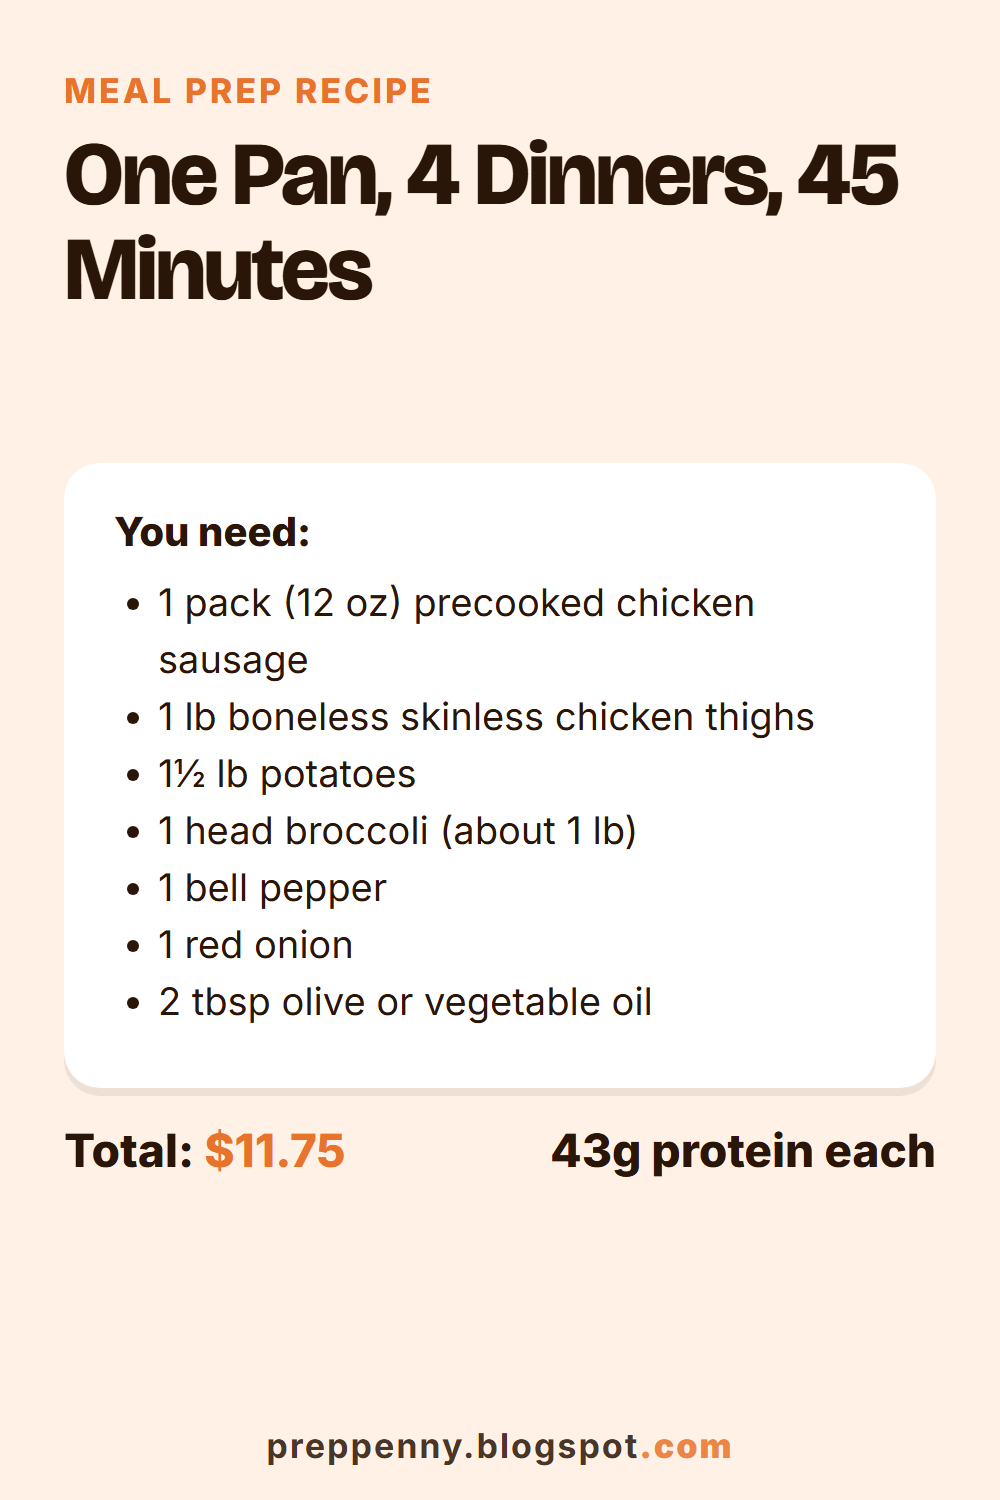 MEAL PREP RECIPE
One Pan, 4 Dinners, 45
Minutes
You need:
• 1 pack (12 oz) precooked chicken
sausage
• 1 lb boneless skinless chicken thighs
• 1½ lb potatoes
• 1 head broccoli (about 1 lb)
• 1 bell pepper
• 1 red onion
• 2 tbsp olive or vegetable oil
Total: $11.75 43g protein each
preppenny.blogspot.com